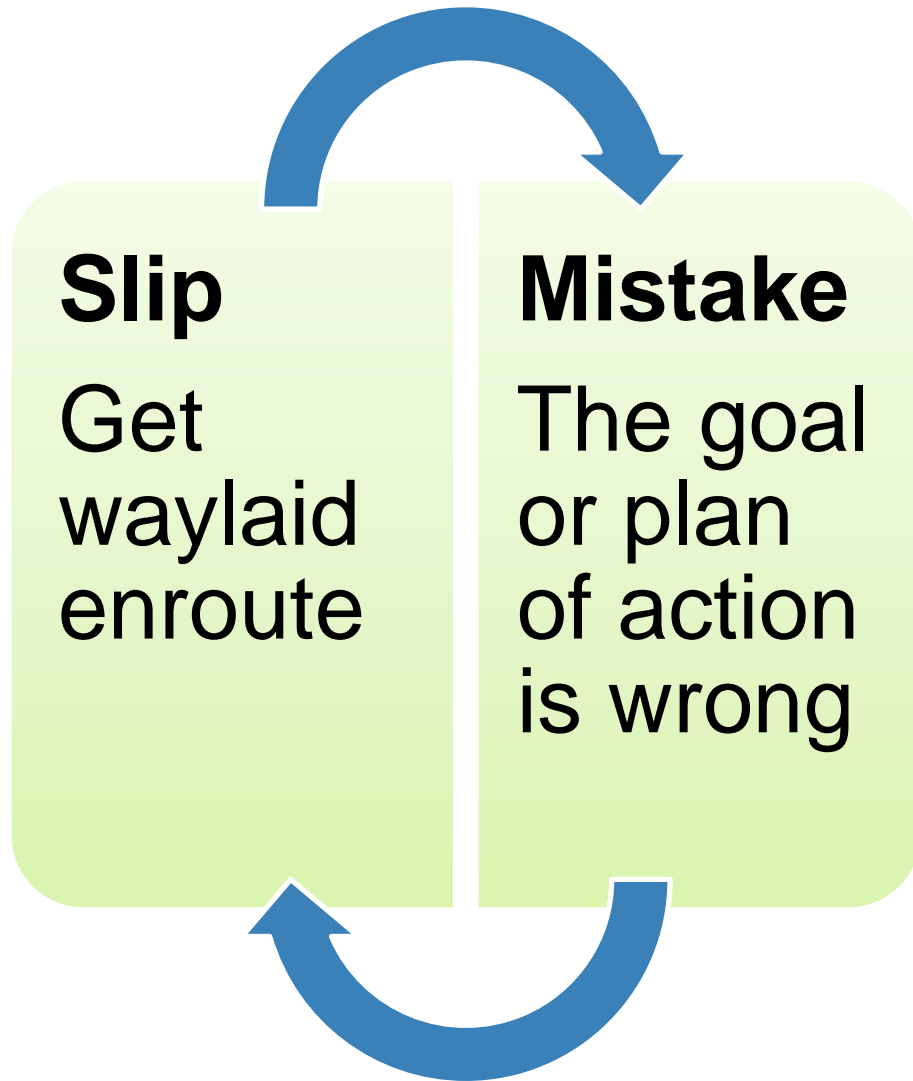 Slip
Get
waylaid
enroute
Mistake
The goal
or plan
of action
is wrong